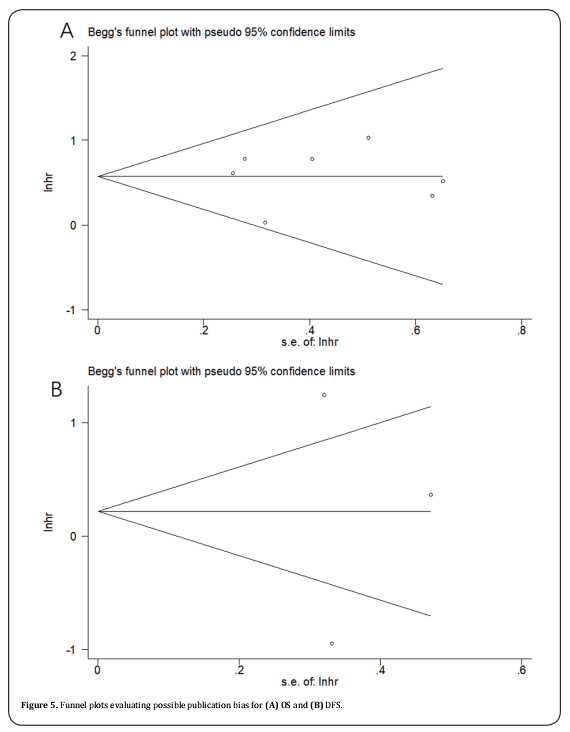 A
Begg's funnel plot with pseudo 95% confidence limits
2
1
0
-1
lnhr
0 .2 .4 .6 .8
s.e. of: lnhr
B
Begg's funnel plot with pseudo 95% confidence limits
1
0
-1
lnhr
0 .2 .4 .6
s.e. of: lnhr
Figure 5. Funnel plots evaluating possible publication bias for (A) OS and (B) DFS.